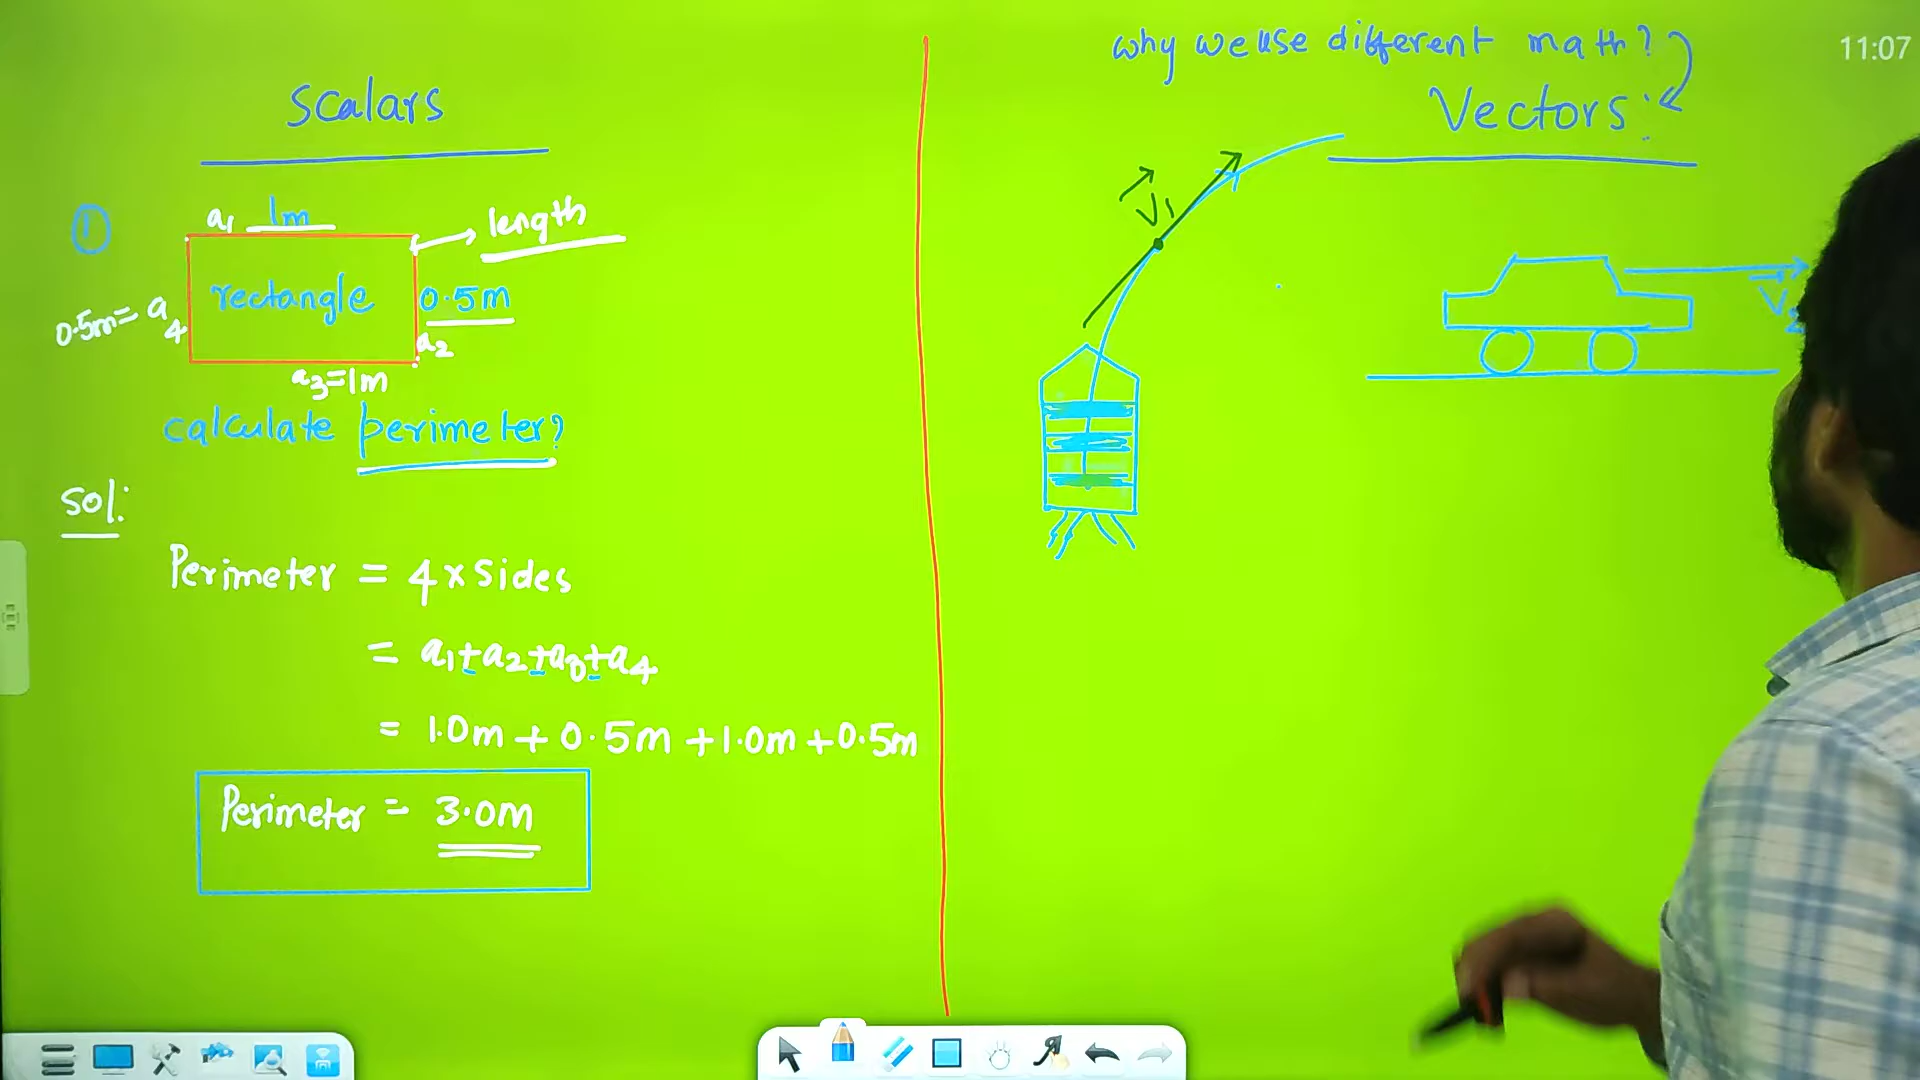 why we use different math?
11:07
Scalars
Vectors:
①
a1 1m
length
rectangle
0.5m
0.5m = a4
a2
a3=1m
V1
V2
calculate perimeter?
Sol:
Perimeter = 4 x Sides
= a1+a2+a3+a4
= 1.0m + 0.5m + 1.0m + 0.5m
Perimeter = 3.0m